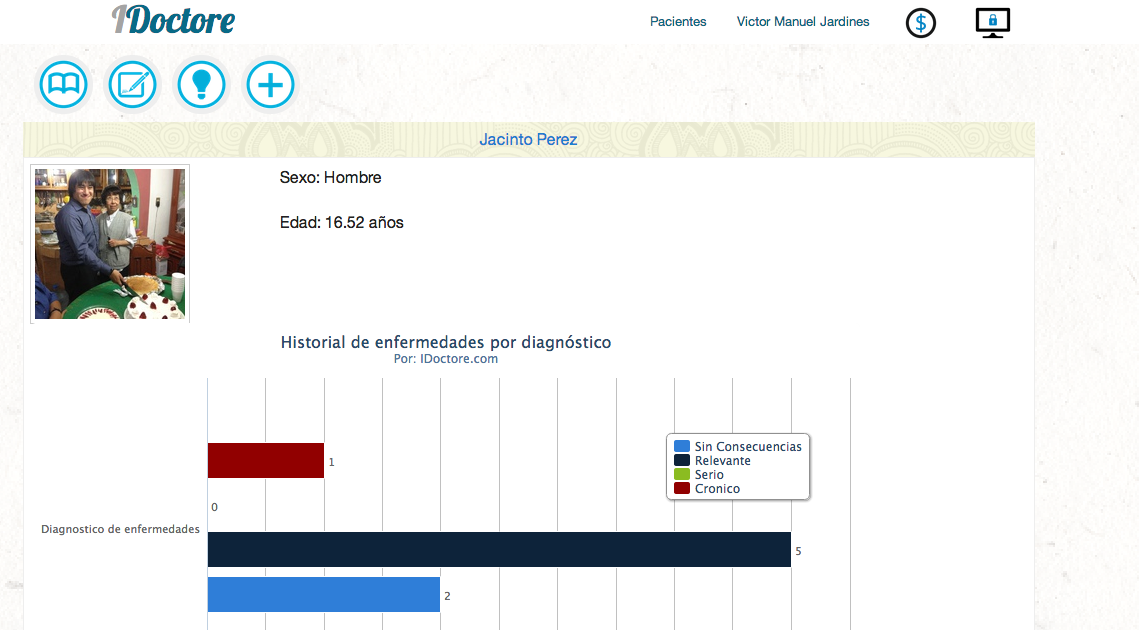 IDoctore
Pacientes Victor Manuel Jardines $
Jacinto Perez
Sexo: Hombre
Edad: 16.52 años
Historial de enfermedades por diagnóstico
Por: IDoctore.com
Sin Consecuencias
Relevante
Serio
Cronico
1
0
Diagnostico de enfermedades
5
2